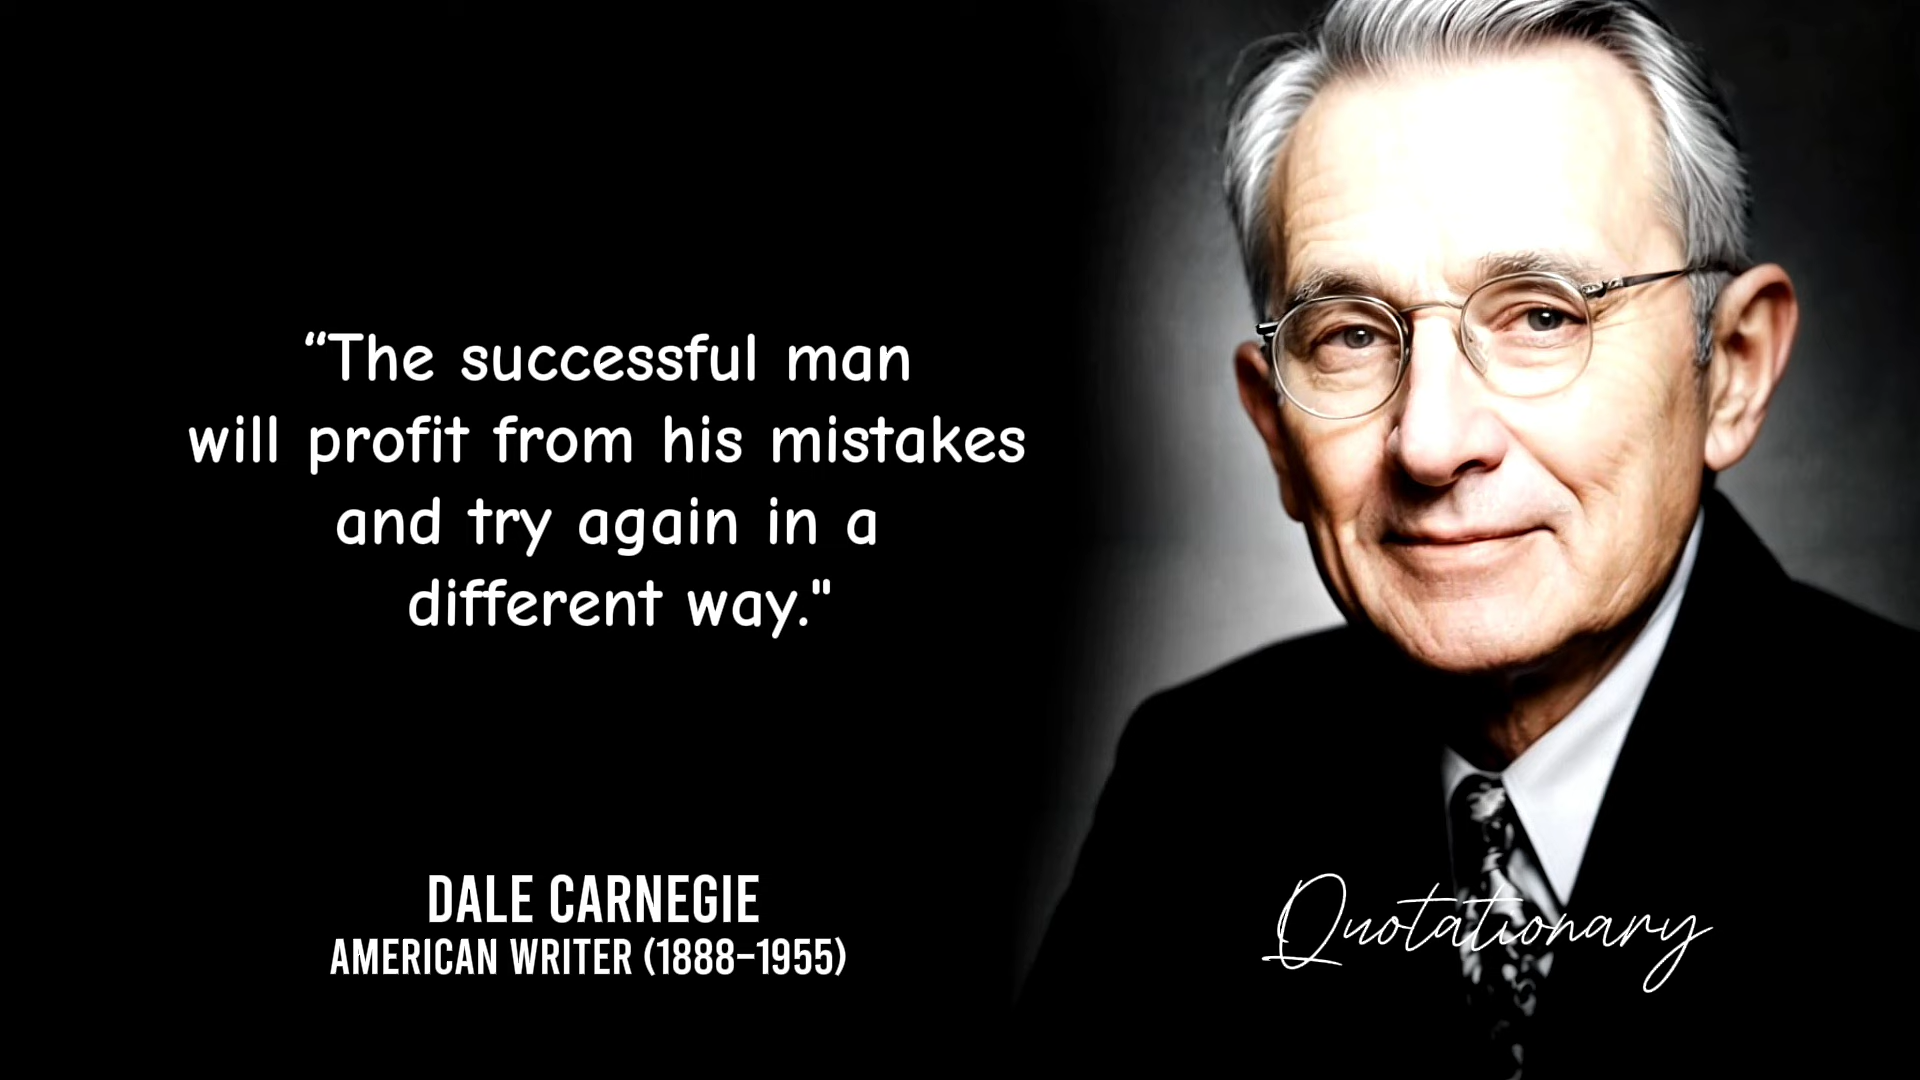 “The successful man
will profit from his mistakes
and try again in a
different way."
DALE CARNEGIE
AMERICAN WRITER (1888–1955)
Quotationary